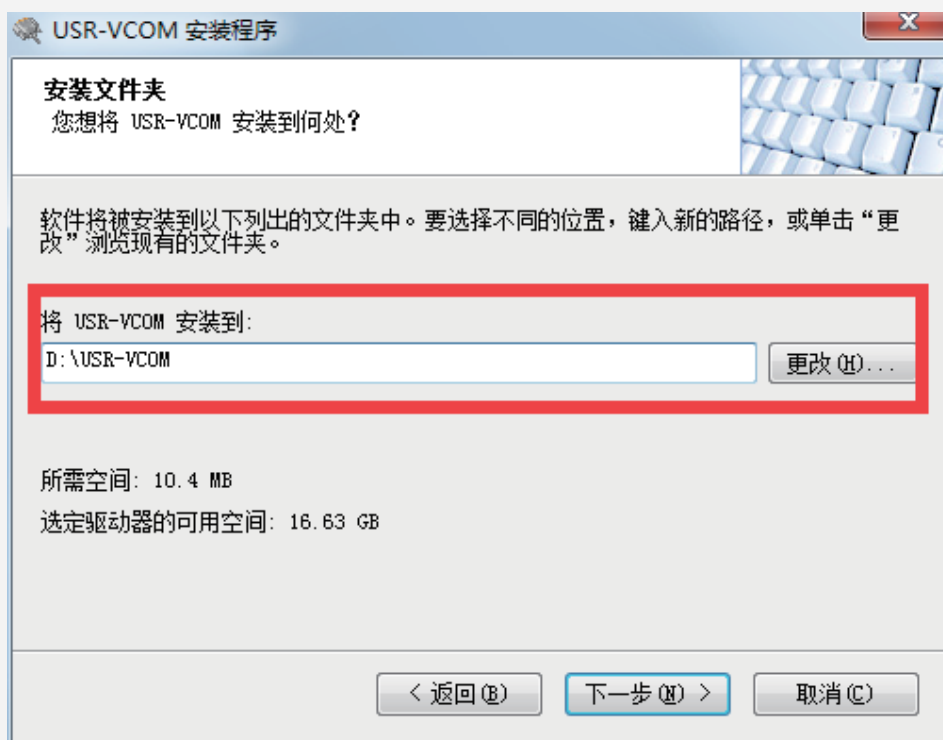 USR-VCOM 安装程序
安装文件夹
您想将 USR-VCOM 安装到何处?
软件将被安装到以下列出的文件夹中。要选择不同的位置，键入新的路径，或单击“更
改”浏览现有的文件夹。
将 USR-VCOM 安装到:
D:\USR-VCOM
更改(H)...
所需空间: 10.4 MB
选定驱动器的可用空间: 16.63 GB
< 返回(B)
下一步(N) >
取消(C)